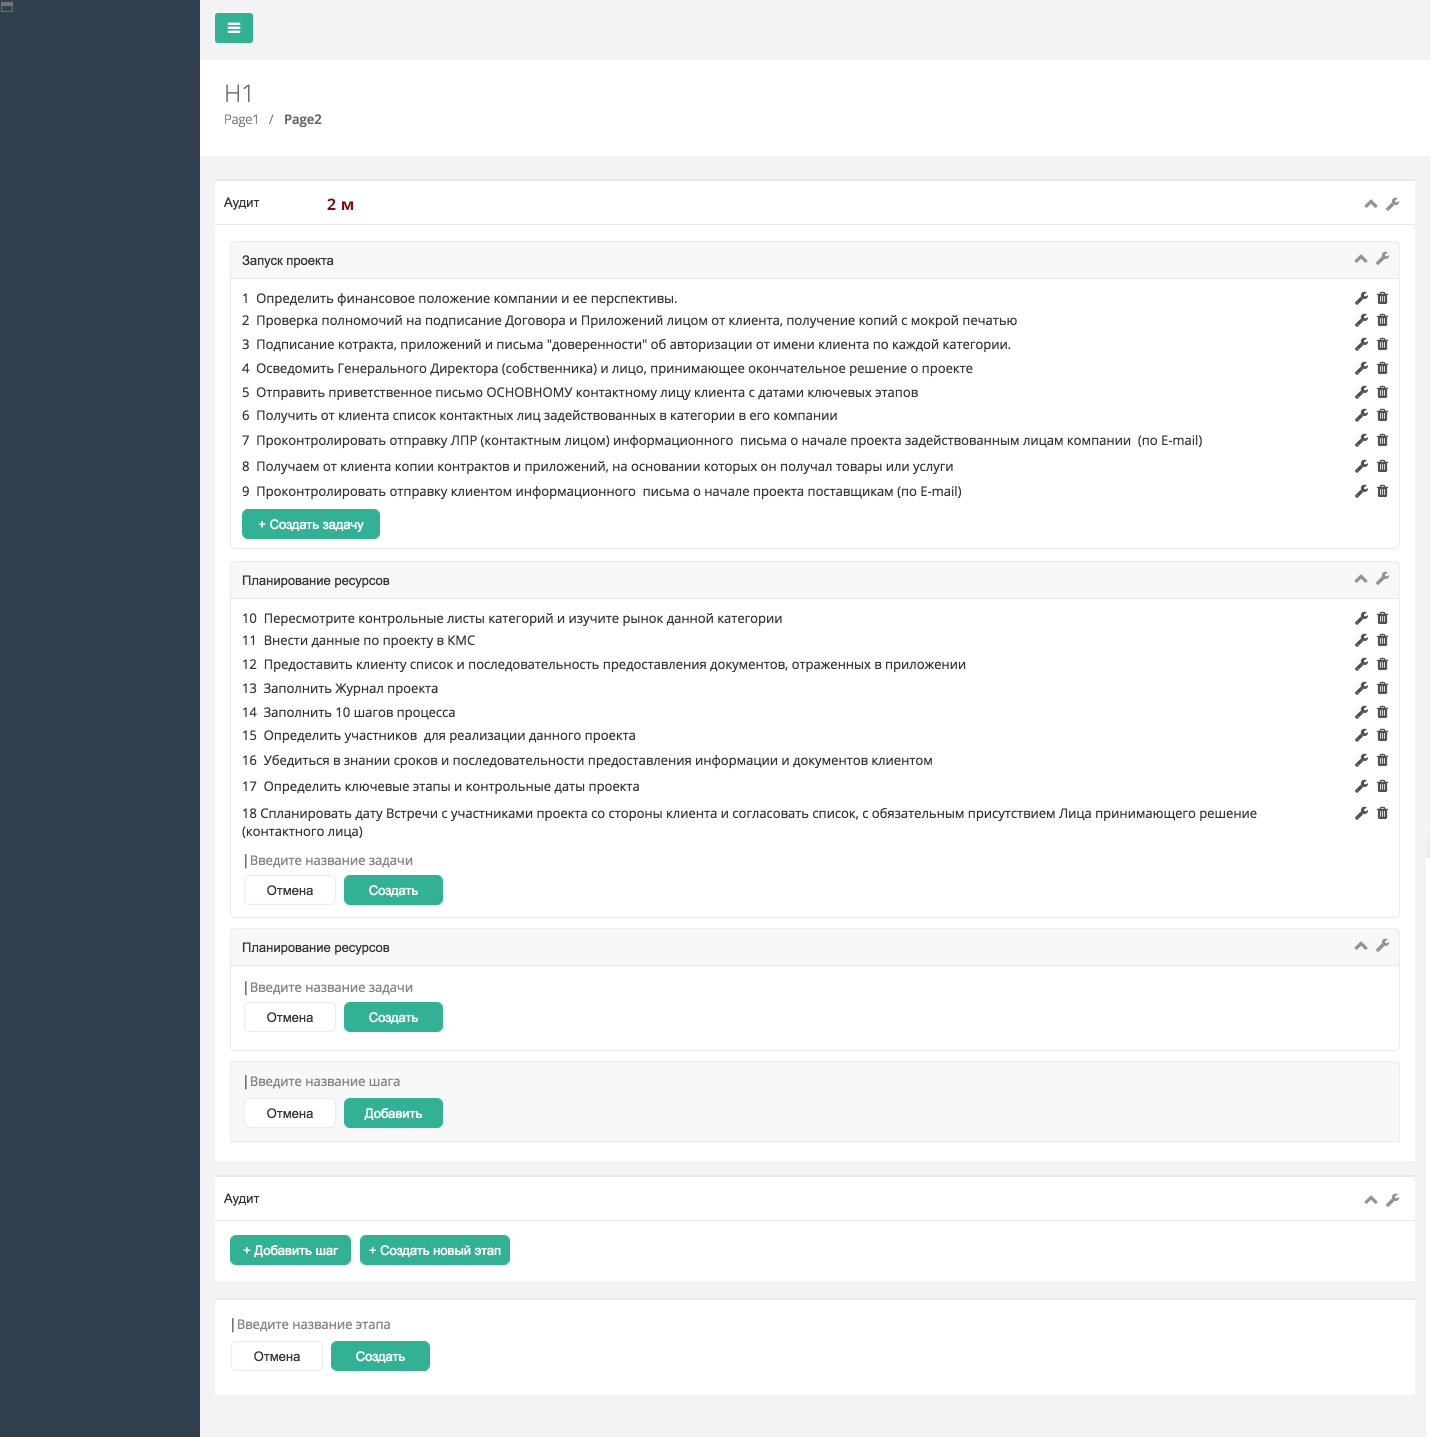 H1
Page1 / Page2
Аудит 2 м
Запуск проекта
1 Определить финансовое положение компании и ее перспективы.
2 Проверка полномочий на подписание Договора и Приложений лицом от клиента, получение копий с мокрой печатью
3 Подписание котракта, приложений и письма "доверенности" об авторизации от имени клиента по каждой категории.
4 Осведомить Генерального Директора (собственника) и лицо, принимающее окончательное решение о проекте
5 Отправить приветственное письмо ОСНОВНОМУ контактному лицу клиента с датами ключевых этапов
6 Получить от клиента список контактных лиц задействованных в категории в его компании
7 Проконтролировать отправку ЛПР (контактным лицом) информационного письма о начале проекта задействованным лицам компании (по E-mail)
8 Получаем от клиента копии контрактов и приложений, на основании которых он получал товары или услуги
9 Проконтролировать отправку клиентом информационного письма о начале проекта поставщикам (по E-mail)
+ Создать задачу
Планирование ресурсов
10 Пересмотрите контрольные листы категорий и изучите рынок данной категории
11 Внести данные по проекту в КМС
12 Предоставить клиенту список и последовательность предоставления документов, отраженных в приложении
13 Заполнить Журнал проекта
14 Заполнить 10 шагов процесса
15 Определить участников для реализации данного проекта
16 Убедиться в знании сроков и последовательности предоставления информации и документов клиентом
17 Определить ключевые этапы и контрольные даты проекта
18 Спланировать дату Встречи с участниками проекта со стороны клиента и согласовать список, с обязательным присутствием Лица принимающего решение
(контактного лица)
Введите название задачи
Отмена Создать
Планирование ресурсов
Введите название задачи
Отмена Создать
Введите название шага
Отмена Добавить
Аудит
+ Добавить шаг + Создать новый этап
Введите название этапа
Отмена Создать